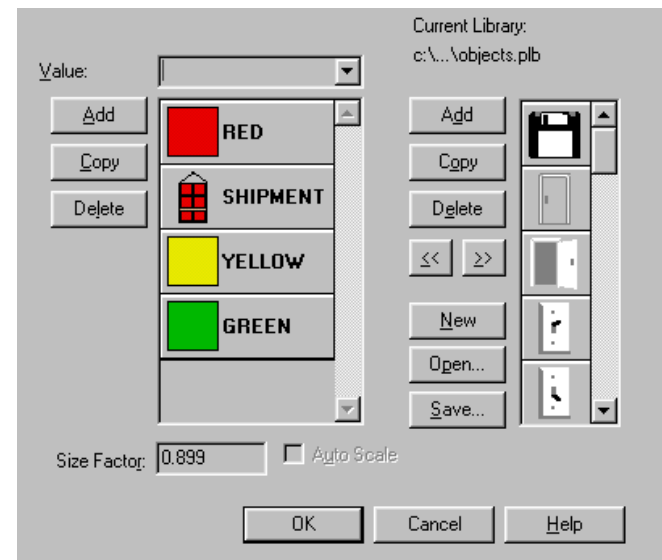 Current Library:
c:\...\objects.plb
Value:
Add
Copy
Delete
RED
SHIPMENT
YELLOW
GREEN
Add
Copy
Delete
<<
>>
New
Open...
Save...
Size Factor:
0.899
Auto Scale
OK
Cancel
Help